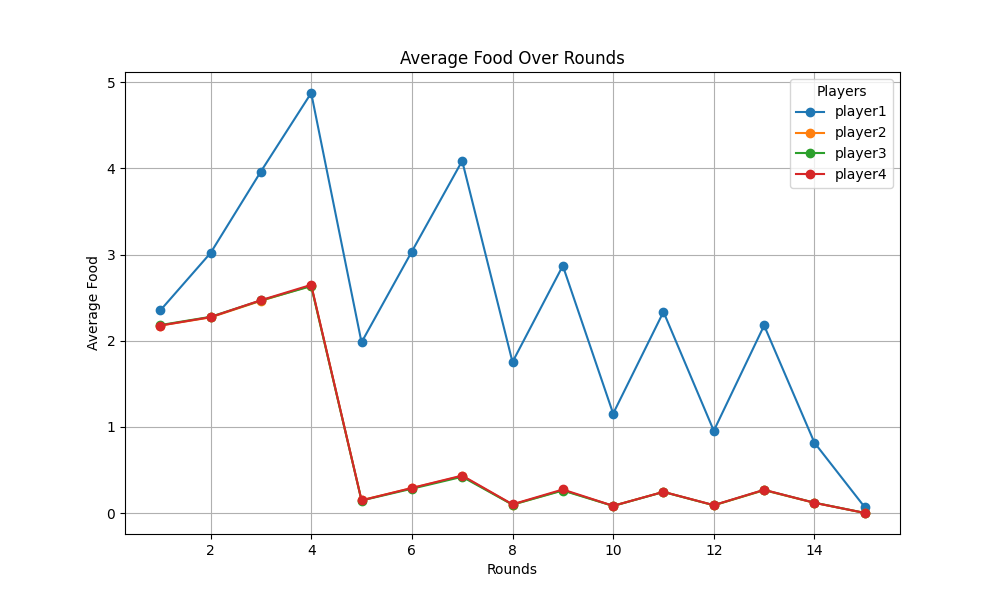 Average Food Over Rounds
Players
player1
player2
player3
player4
Average Food
5
4
3
2
1
0
2 4 6 8 10 12 14
Rounds